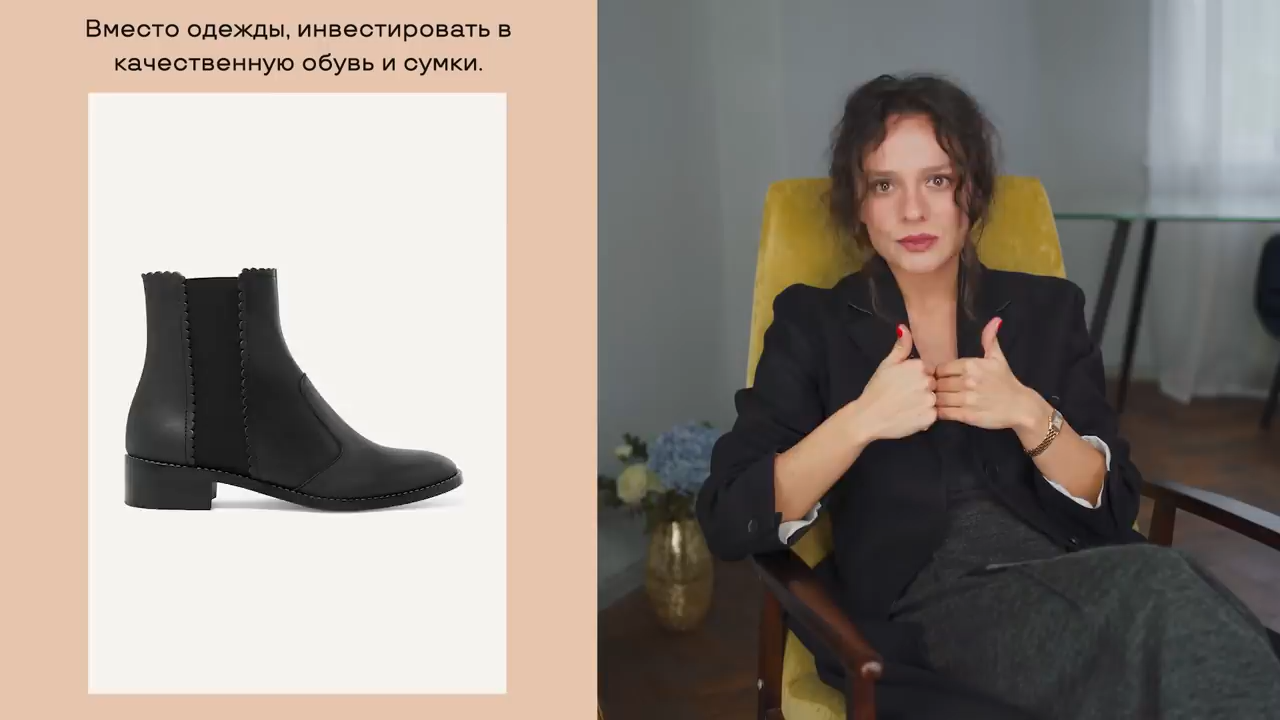 Вместо одежды, инвестировать в
качественную обувь и сумки.